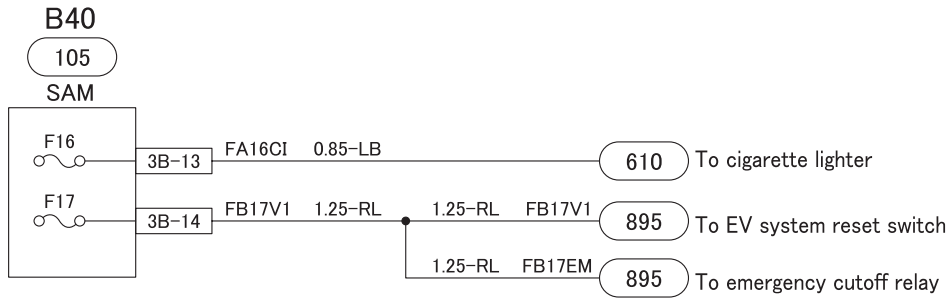 B40
105
SAM
F16
3B-13
FA16CI 0.85-LB
610
To cigarette lighter
F17
3B-14
FB17V1 1.25-RL
1.25-RL FB17V1
895
To EV system reset switch
1.25-RL FB17EM
895
To emergency cutoff relay